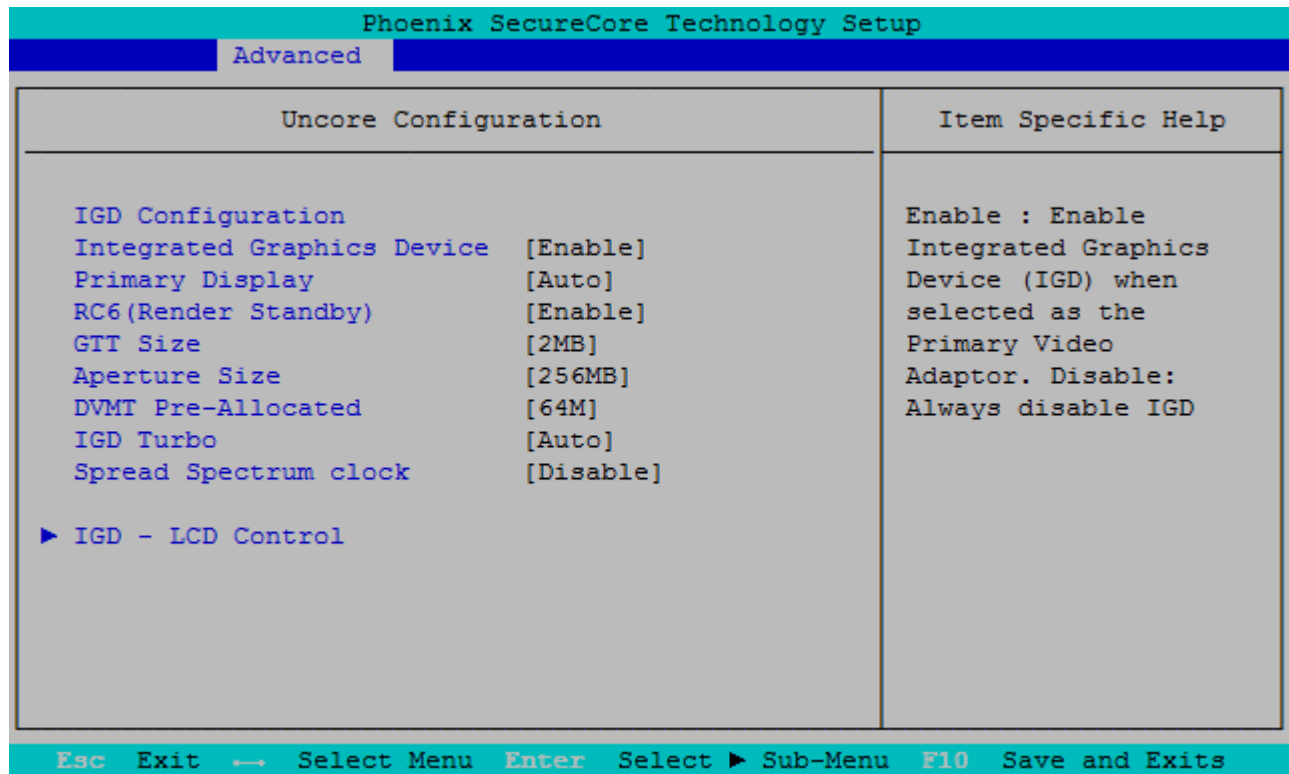 Phoenix SecureCore Technology Setup
Advanced
Uncore Configuration
Item Specific Help
IGD Configuration
Integrated Graphics Device [Enable]
Primary Display [Auto]
RC6(Render Standby) [Enable]
GTT Size [2MB]
Aperture Size [256MB]
DVMT Pre-Allocated [64M]
IGD Turbo [Auto]
Spread Spectrum clock [Disable]
► IGD - LCD Control
Enable : Enable
Integrated Graphics
Device (IGD) when
selected as the
Primary Video
Adaptor. Disable:
Always disable IGD
Esc Exit ↔ Select Menu Enter Select ► Sub-Menu F10 Save and Exits